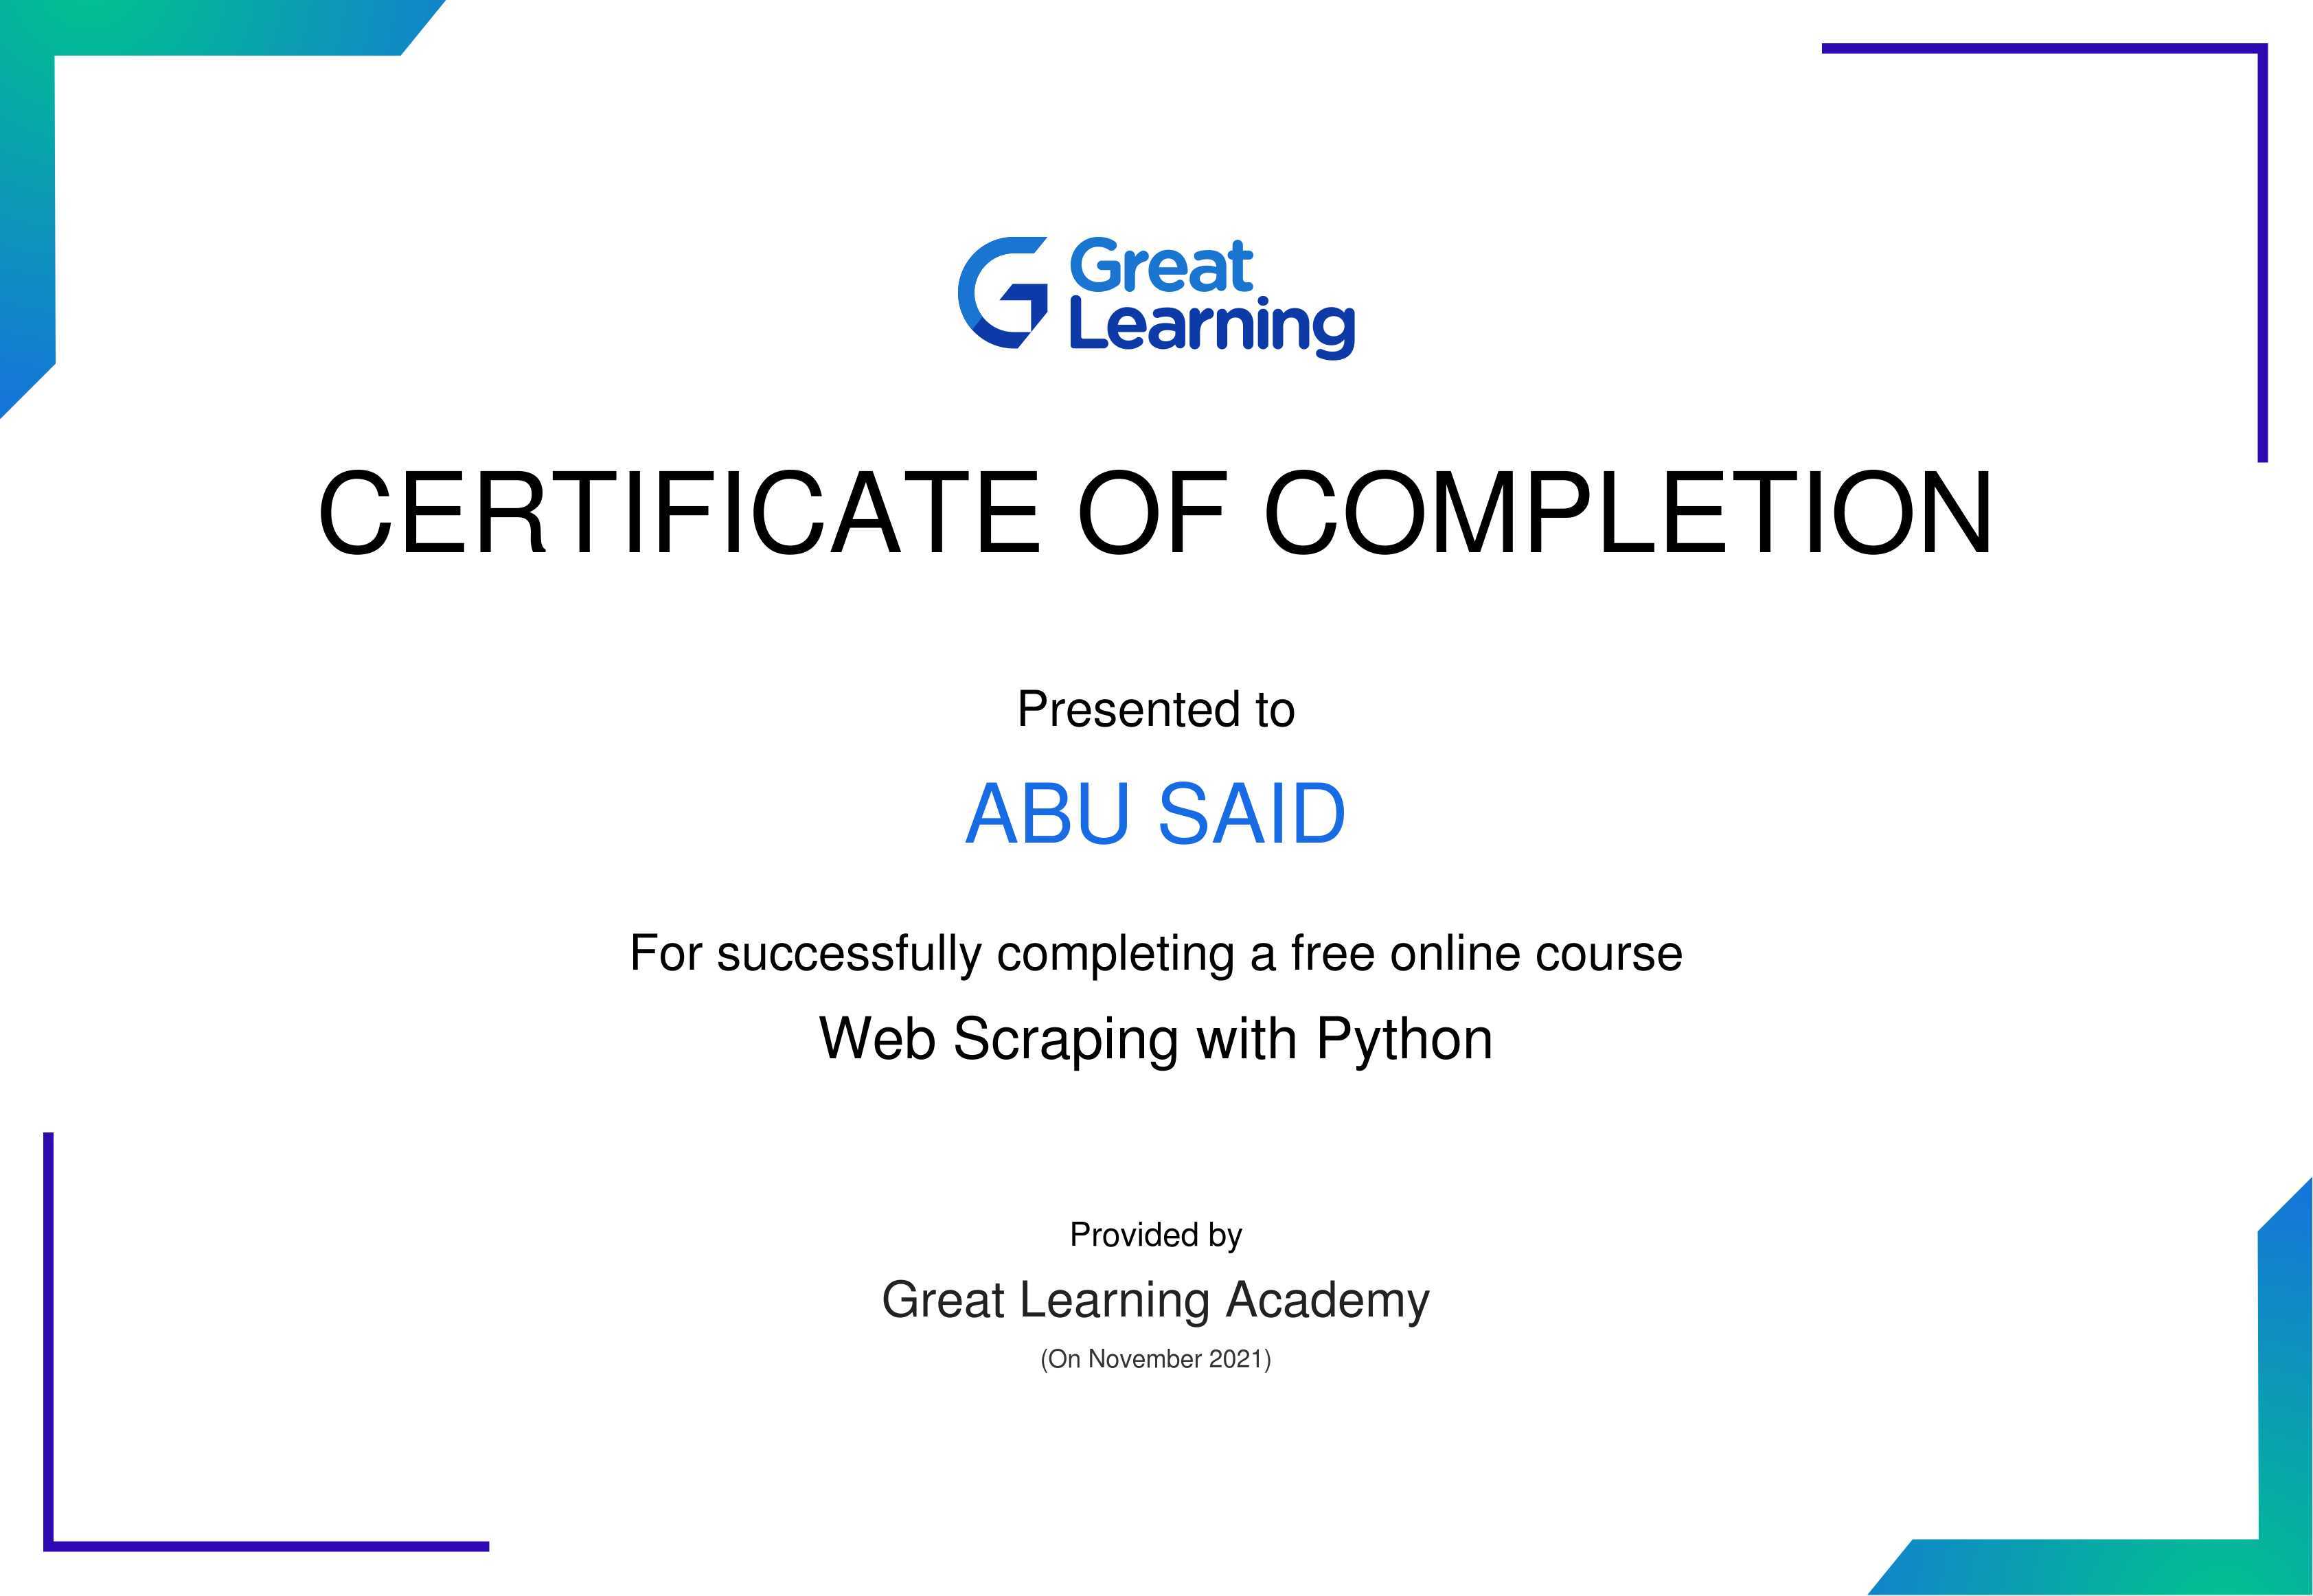 Great
Learning
CERTIFICATE OF COMPLETION
Presented to
ABU SAID
For successfully completing a free online course
Web Scraping with Python
Provided by
Great Learning Academy
(On November 2021)